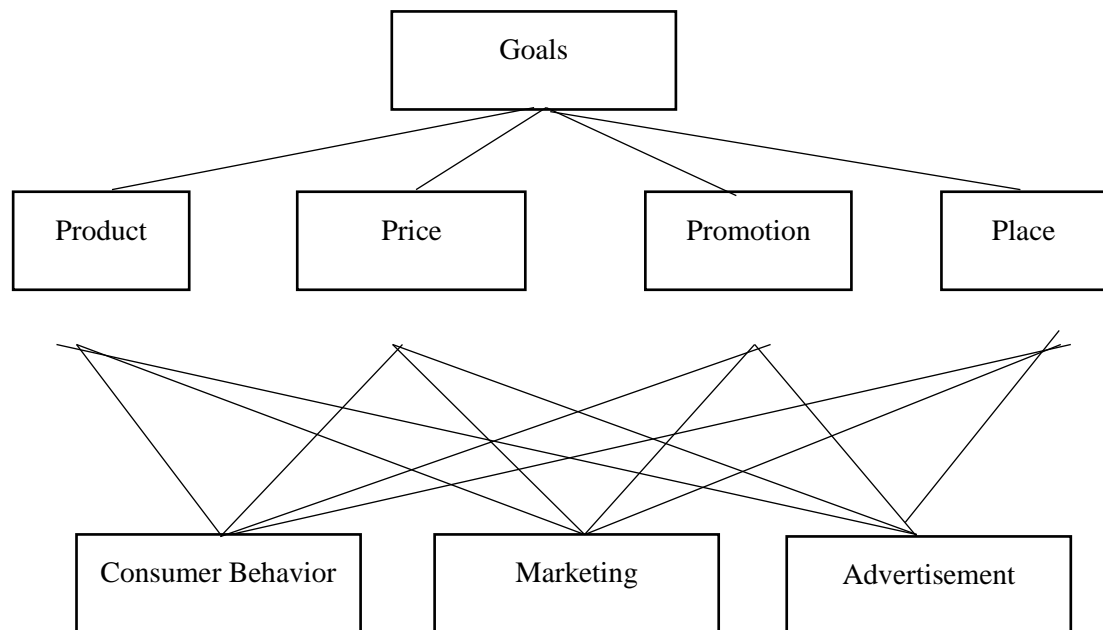 Goals
Product
Price
Promotion
Place
Consumer Behavior
Marketing
Advertisement